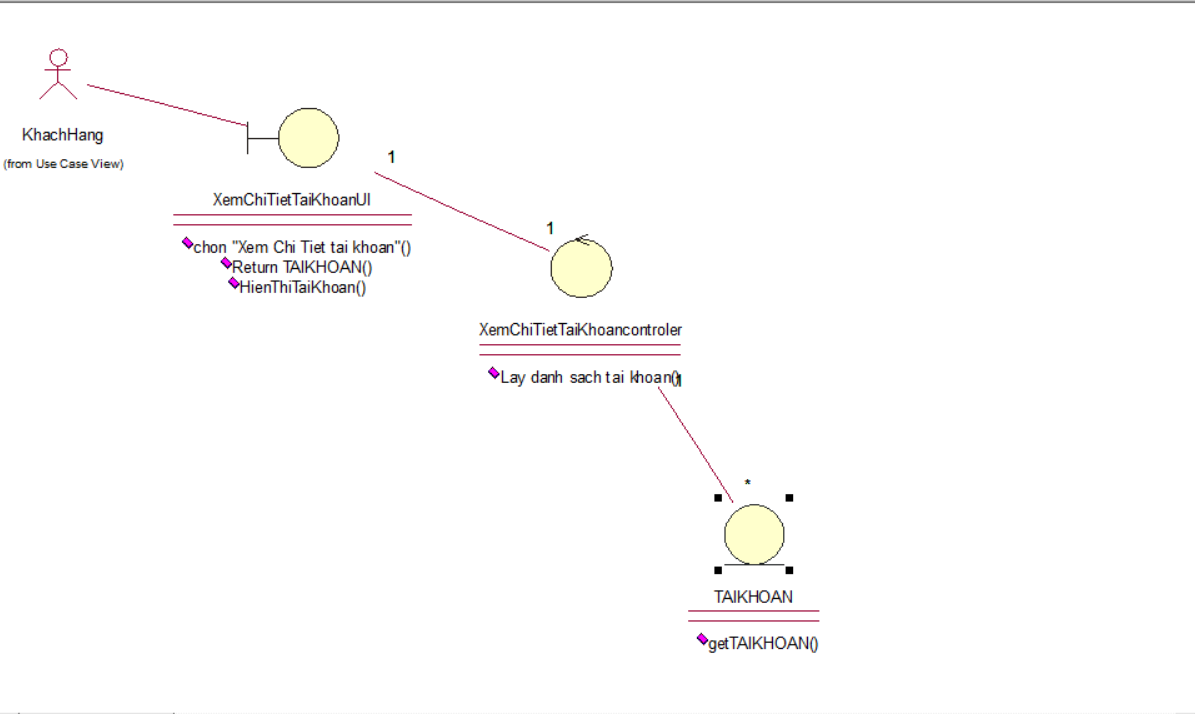 KhachHang
(from Use Case View)
XemChiTietTaiKhoanUI
chon "Xem Chi Tiet tai khoan"()
Return TAIKHOAN()
HienThiTaiKhoan()
1
1
XemChiTietTaiKhoancontroler
Lay danh sach tai khoan()
1
*
TAIKHOAN
getTAIKHOAN()